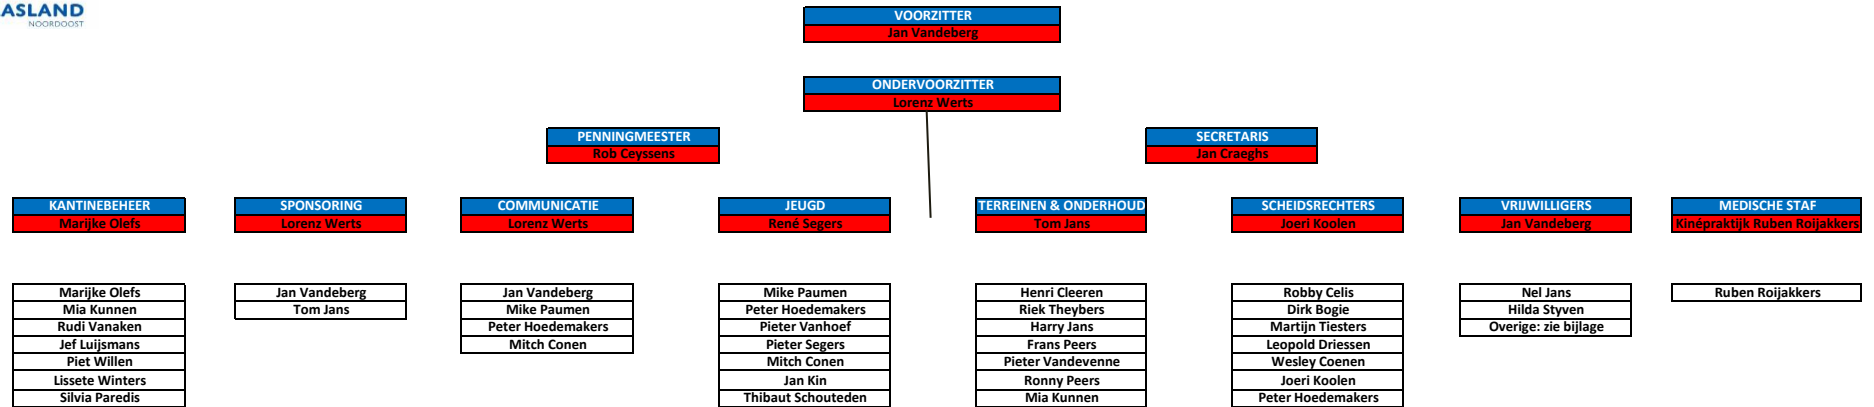 ASLAND
NOORDOOST
VOORZITTER
Jan Vandeberg
ONDERVOORZITTER
Lorenz Werts
PENNINGMEESTER
Rob Ceyssens
SECRETARIS
Jan Craeghs
KANTINEBEHEER
Marijke Olefs
SPONSORING
Lorenz Werts
COMMUNICATIE
Lorenz Werts
JEUGD
René Segers
TERREINEN & ONDERHOUD
Tom Jans
SCHEIDSRECHTERS
Joeri Koolen
VRIJWILLIGERS
Jan Vandeberg
MEDISCHE STAF
Kinépraktijk Ruben Roijakkers
Marijke Olefs
Mia Kunnen
Rudi Vanaken
Jef Luijsmans
Piet Willen
Lissete Winters
Silvia Paredis
Jan Vandeberg
Tom Jans
Jan Vandeberg
Mike Paumen
Peter Hoedemakers
Mitch Conen
Mike Paumen
Peter Hoedemakers
Pieter Vanhoef
Pieter Segers
Mitch Conen
Jan Kin
Thibaut Schouteden
Henri Cleeren
Riek Theybers
Harry Jans
Frans Peers
Pieter Vandevenne
Ronny Peers
Mia Kunnen
Robby Celis
Dirk Bogie
Martijn Tiesters
Leopold Driessen
Wesley Coenen
Joeri Koolen
Peter Hoedemakers
Nel Jans
Hilda Styven
Overige: zie bijlage
Ruben Roijakkers